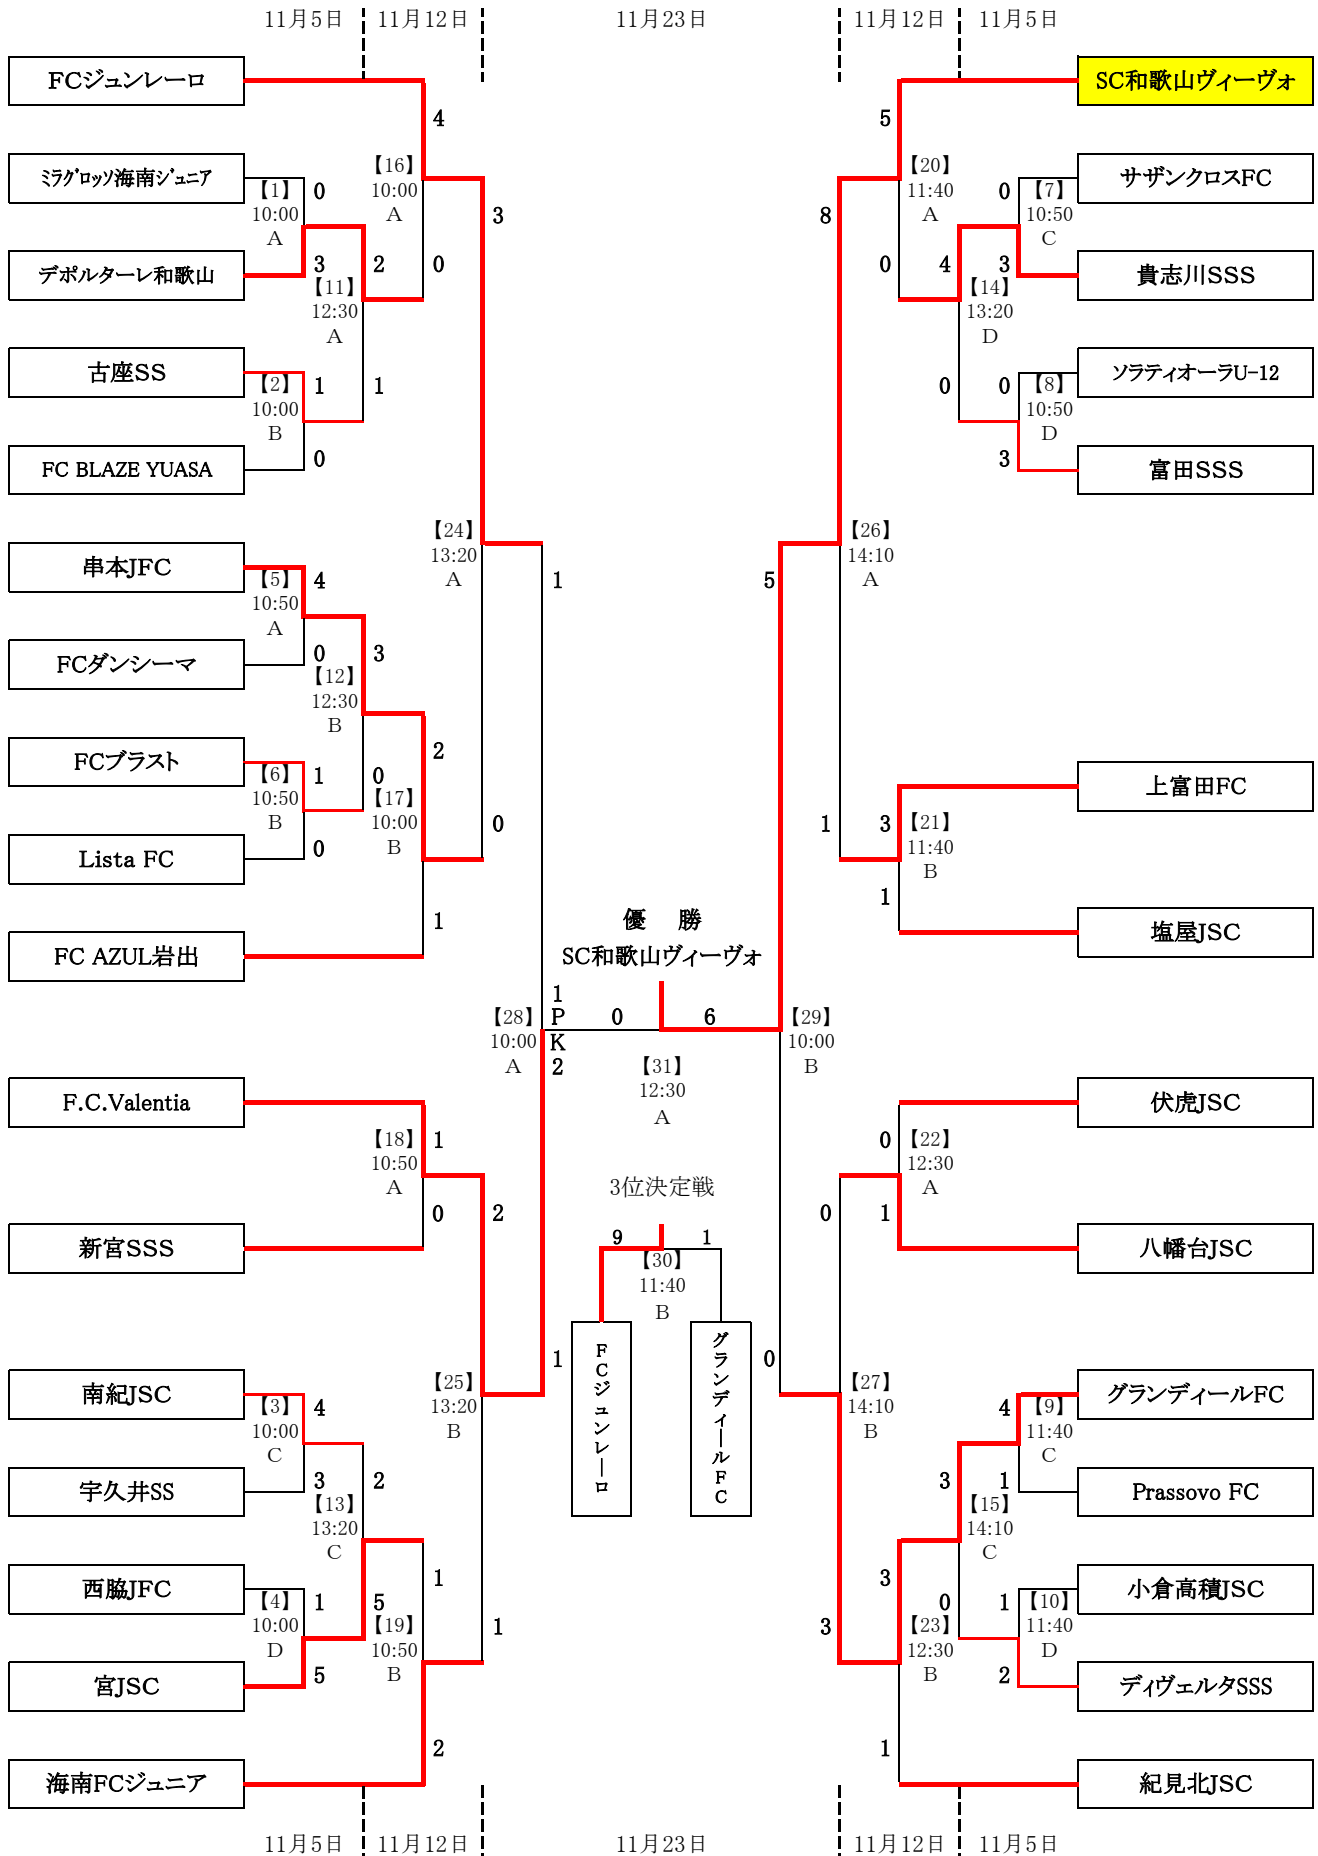 11月5日 11月12日 11月23日 11月12日 11月5日
FCジュンレーロ
SC和歌山ヴィーヴォ
4
5
ミラグロッソ海南ジュニア
【1】
10:00
A
0
【16】
10:00
A
3
8
【20】
11:40
A
0
【7】
10:50
C
サザンクロスFC
デポルターレ和歌山
3
2
0
0
4
3
貴志川SSS
【11】
12:30
A
【14】
13:20
D
古座SS
【2】
10:00
B
1
1
0
0
【8】
10:50
D
ソラティオーラU-12
FC BLAZE YUASA
0
3
富田SSS
【24】
13:20
A
【26】
14:10
A
串本JFC
【5】
10:50
A
4
1
5
FCダンシーマ
0
3
【12】
12:30
B
FCブラスト
【6】
10:50
B
1
0
2
【17】
10:00
B
0
1
3
【21】
11:40
B
上富田FC
Lista FC
0
1
1
FC AZUL岩出
塩屋JSC
優 勝
SC和歌山ヴィーヴォ
【28】
10:00
A
1
P
K
2
0
6
【29】
10:00
B
【31】
12:30
A
F.C.Valentia
伏虎JSC
【18】
10:50
A
1
0
【22】
12:30
A
3位決定戦
新宮SSS
0
2
0
1
八幡台JSC
9
1
【30】
11:40
B
FCジュンレーロ
グランディールFC
1
0
南紀JSC
【3】
10:00
C
4
【25】
13:20
B
【27】
14:10
B
4
【9】
11:40
C
グランディールFC
宇久井SS
3
2
3
1
Prassovo FC
【13】
13:20
C
【15】
14:10
C
西脇JFC
【4】
10:00
D
1
5
1
3
0
1
【10】
11:40
D
小倉高積JSC
【19】
10:50
B
1
3
【23】
12:30
B
宮JSC
5
2
ディヴェルタSSS
2
1
海南FCジュニア
紀見北JSC
11月5日 11月12日 11月23日 11月12日 11月5日